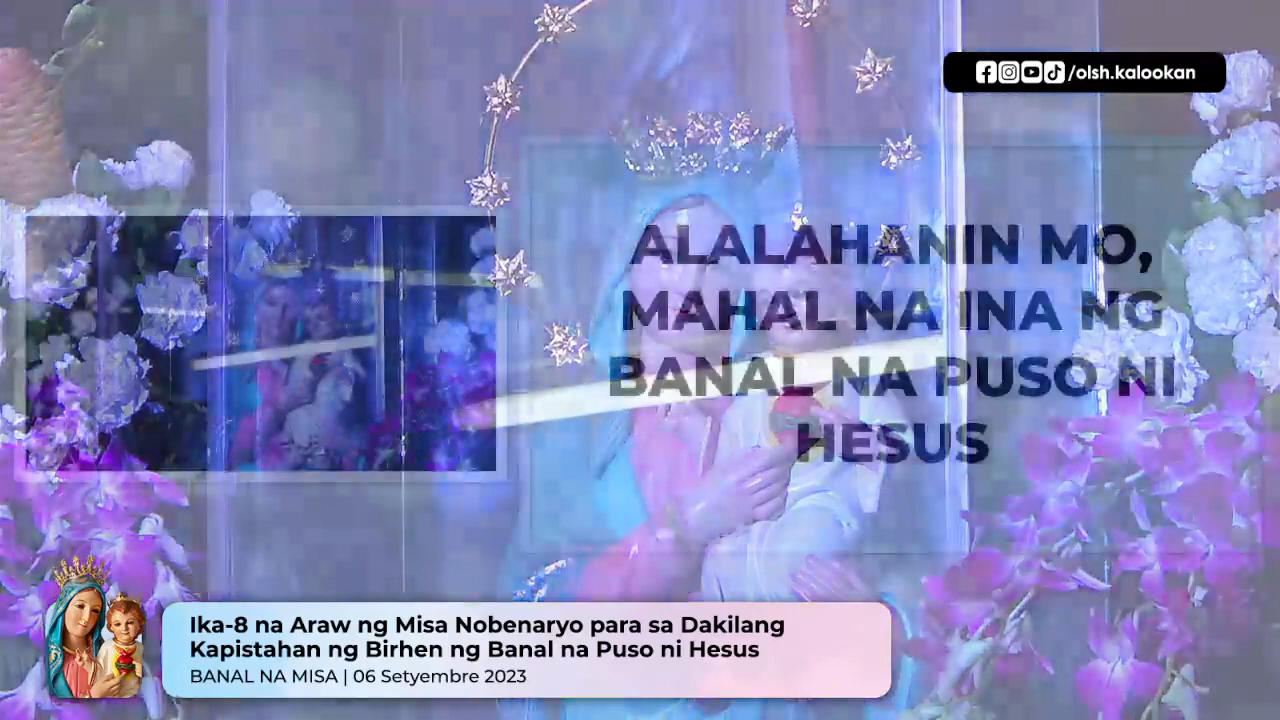 /olsh.kalookan
ALALAHANIN MO,
MAHAL NA INA NG
BANAL NA PUSO NI
HESUS
Ika-8 na Araw ng Misa Nobenaryo para sa Dakilang
Kapistahan ng Birhen ng Banal na Puso ni Hesus
BANAL NA MISA | 06 Setyembre 2023